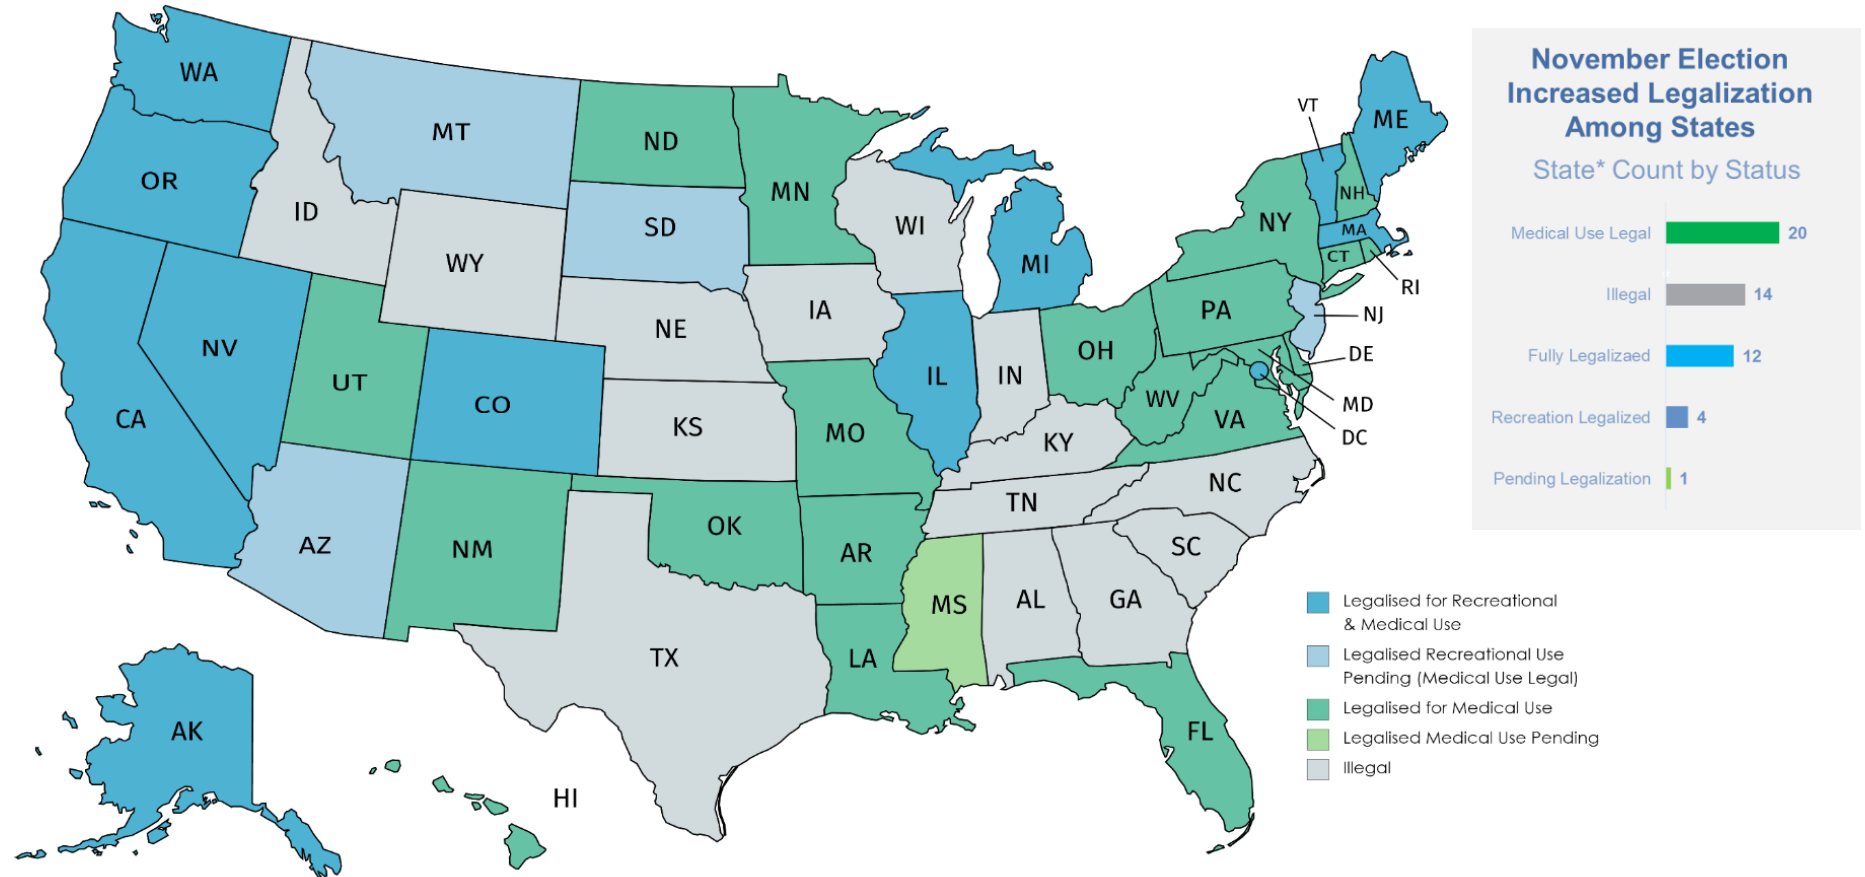 WA
MT
ND
MN
OR
ID
WY
SD
WI
MI
VT
ME
NH
NY
MA
CT
RI
NV
UT
CO
CA
NE
IA
KS
MO
IL
IN
OH
PA
NJ
DE
MD
DC
WV
VA
KY
NC
TN
SC
AZ
NM
OK
AR
MS
AL
GA
TX
LA
FL
AK
HI
November Election
Increased Legalization
Among States
State* Count by Status
Medical Use Legal 20
Illegal 14
Fully Legalizaed 12
Recreation Legalized 4
Pending Legalization 1
Legalised for Recreational
& Medical Use
Legalised Recreational Use
Pending (Medical Use Legal)
Legalised for Medical Use
Legalised Medical Use Pending
Illegal